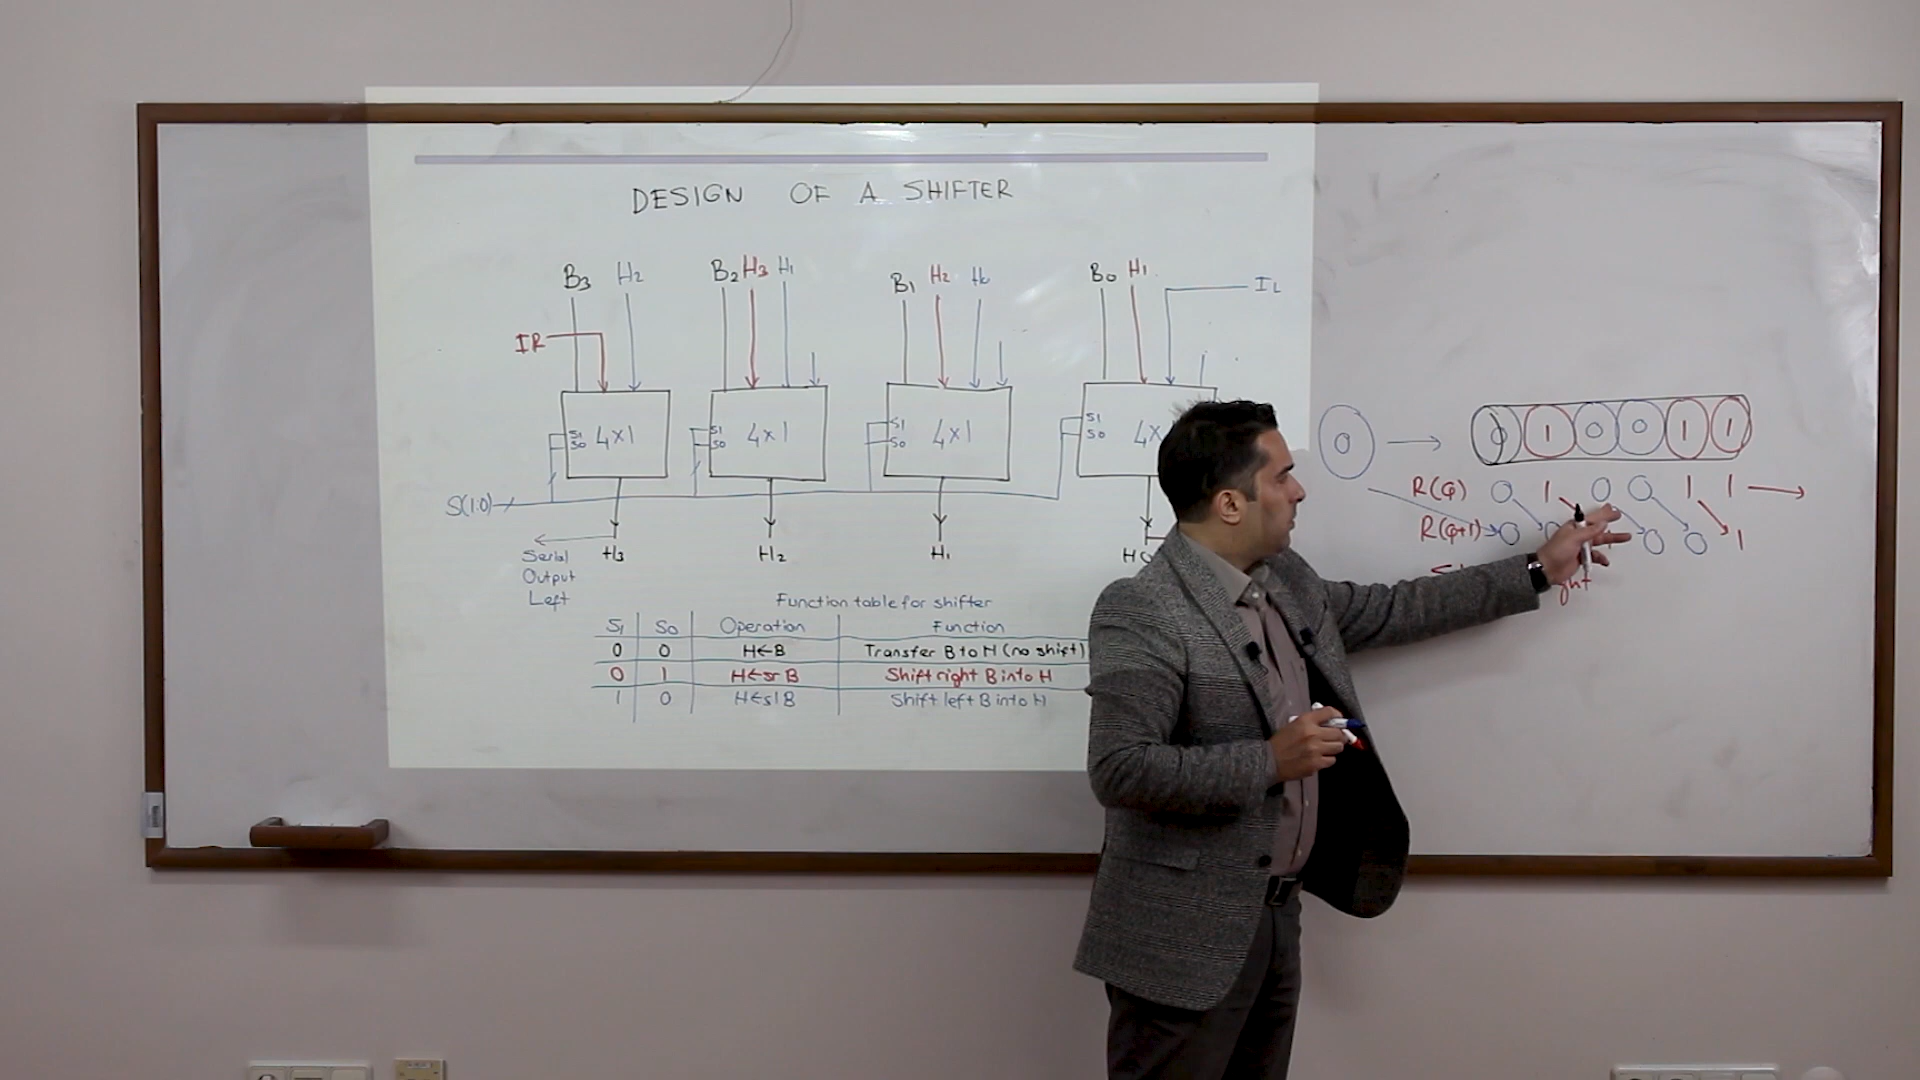 DESIGN OF A SHIFTER
B3 H2 B2 H3 H1 B1 H2 B0 H1 IL
IR
S1 S0 4x1 S1 S0 4x1 S1 S0 4x1 S1 S0
S(1:0)
H3 H2 H1
Serial
Output
Left
Function table for shifter
S1 S0 Operation Function
0 0 H←B Transfer B to H (no shift)
0 1 H←sr B Shift right B into H
1 0 H←sl B Shift left B into H
0 → 0 1 0 0 1 1
R(φ) 0 1 0 0 1 1 →
R(φ+1) 0 0 1 0 0 1